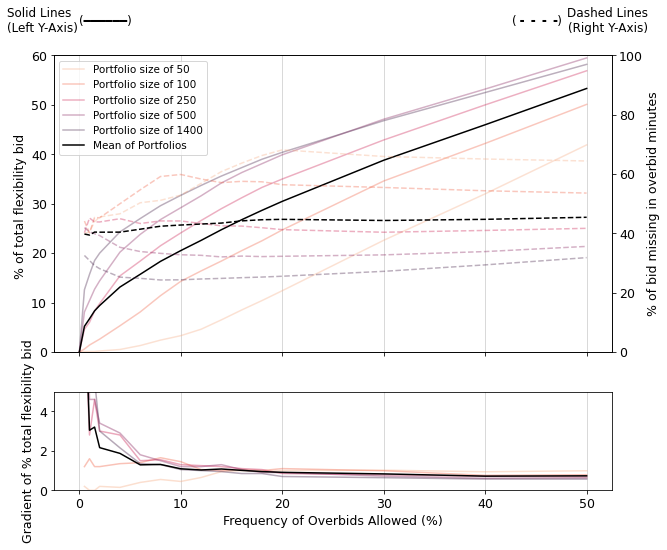 Solid Lines
(Left Y-Axis)
(———)
(- - - -)
Dashed Lines
(Right Y-Axis)
% of total flexibility bid
60
50
40
30
20
10
0
Portfolio size of 50
Portfolio size of 100
Portfolio size of 250
Portfolio size of 500
Portfolio size of 1400
Mean of Portfolios
100
80
60
40
20
0
% of bid missing in overbid minutes
Gradient of % total flexibility bid
4
2
0
0 10 20 30 40 50
Frequency of Overbids Allowed (%)